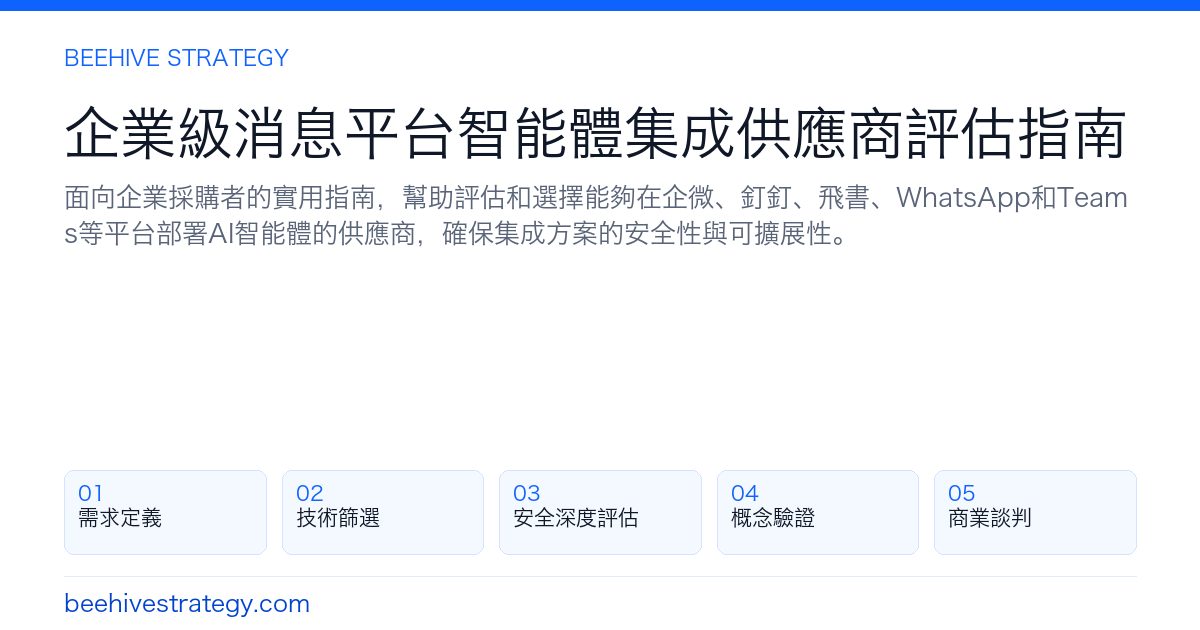 BEEHIVE STRATEGY
企業級消息平台智能體集成供應商評估指南
面向企業採購者的實用指南，幫助評估和選擇能夠在企微、釘釘、飛書、WhatsApp和Team
s等平台部署AI智能體的供應商，確保集成方案的安全性與可擴展性。
01
需求定義
02
技術篩選
03
安全深度評估
04
概念驗證
05
商業談判
beehivestrategy.com